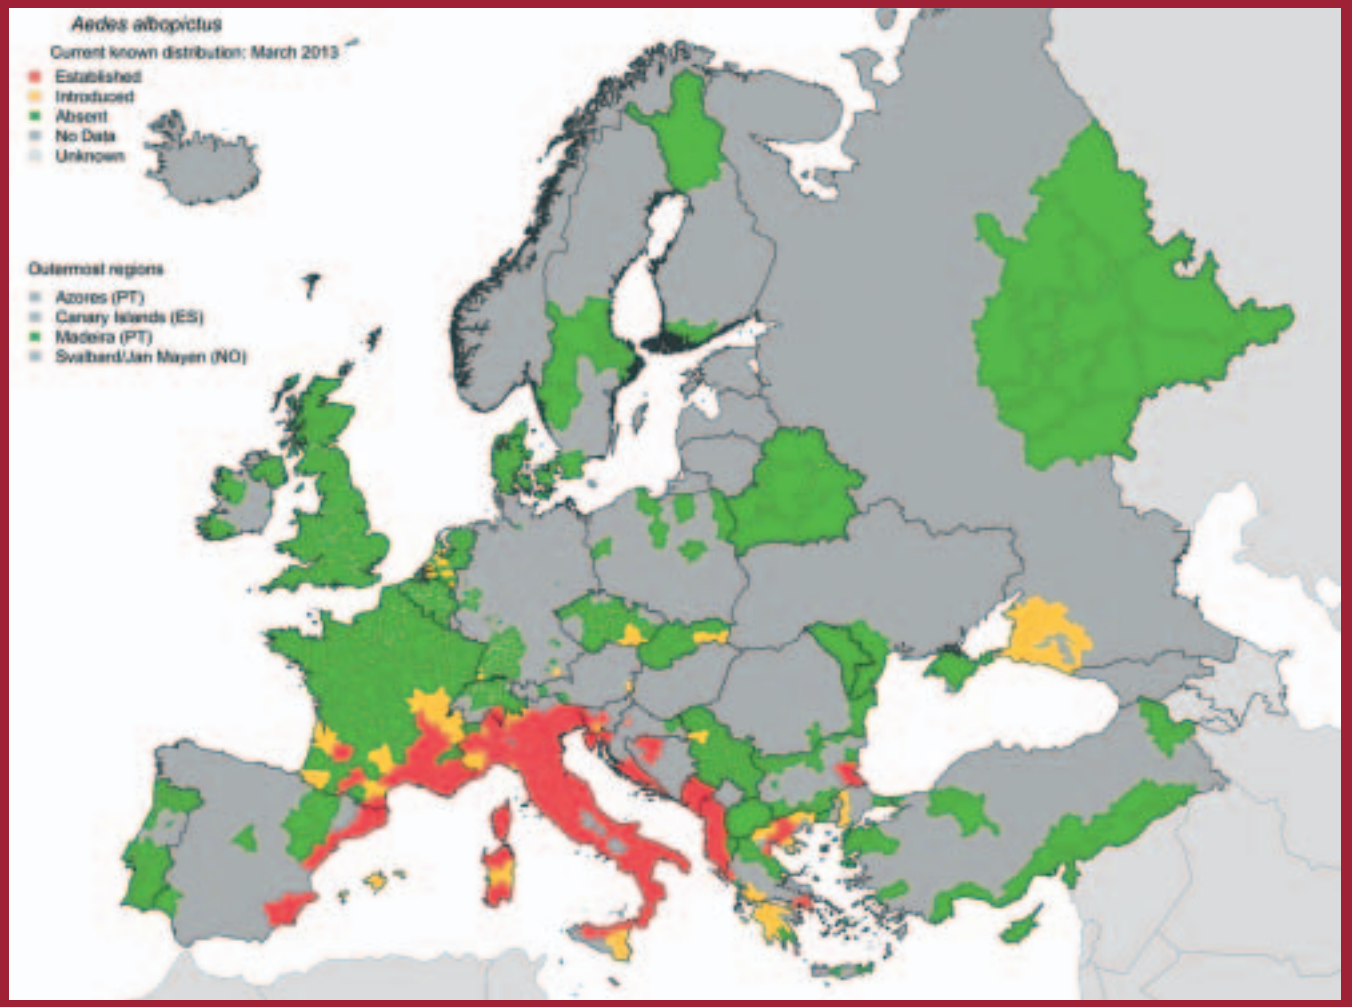 Aedes albopictus
Current known distribution: March 2013
Established
Introduced
Absent
No Data
Unknown
Outermost regions
Azores (PT)
Canary Islands (ES)
Madeira (PT)
Svalbard/Jan Mayen (NO)